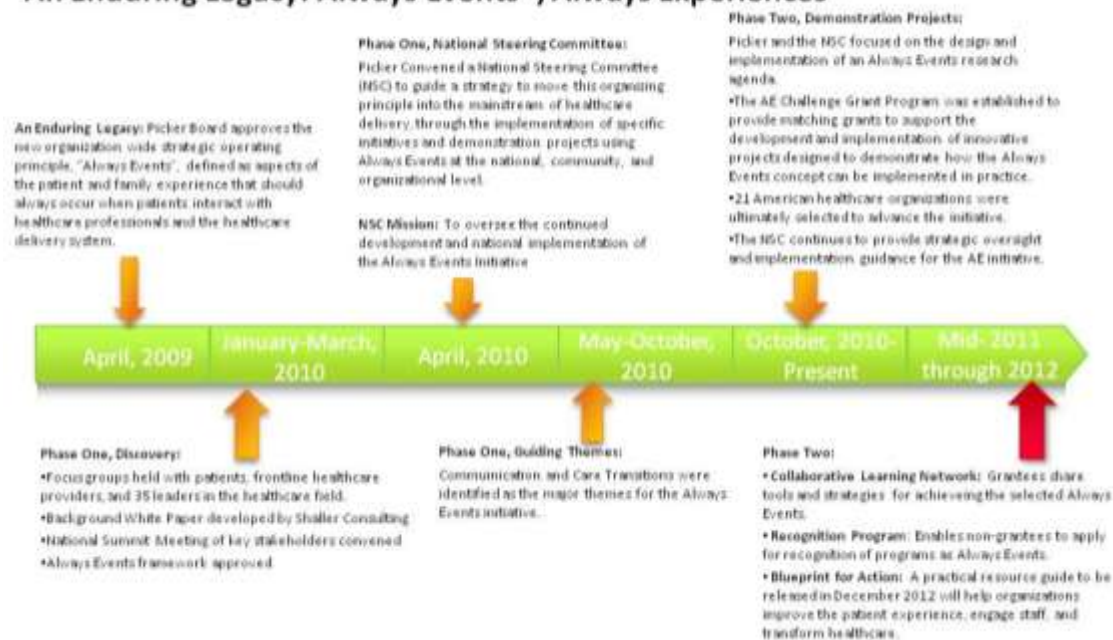 An Enduring Legacy: Picker Board approves the
new organization wide strategic operating
principle, "Always Events", defined as aspects of
the patient and family experience that should
always occur when patients interact with
healthcare professionals and the healthcare
delivery system.
Phase One, National Steering Committee:
Picker Convened a National Steering Committee
(NSC) to guide a strategy to move this organizing
principle into the mainstream of healthcare
delivery, through the implementation of specific
initiatives and demonstration projects using
Always Events at the national, community, and
organizational level.
NSC Mission: To oversee the continued
development and national implementation of
the Always Events Initiative
Phase Two, Demonstration Projects:
Picker and the NSC focused on the design and
implementation of an Always Events research
agenda.
•The AE Challenge Grant Program was established to
provide matching grants to support the
development and implementation of innovative
projects designed to demonstrate how the Always
Events concept can be implemented in practice.
•21 American healthcare organizations were
ultimately selected to advance the initiative.
•The NSC continues to provide strategic oversight
and implementation guidance for the AE initiative.
April, 2009
January-March,
2010
April, 2010
May-October,
2010
October, 2010-
Present
Mid- 2011
through 2012
Phase One, Discovery:
•Focus groups held with patients, frontline healthcare
providers, and 35 leaders in the healthcare field.
•Background White Paper developed by Shaller Consulting
•National Summit Meeting of key stakeholders convened
•Always Events framework approved
Phase One, Guiding Themes:
Communication and Care Transitions were
identified as the major themes for the Always
Events initiative.
Phase Two:
• Collaborative Learning Network: Grantees share
tools and strategies for achieveing the selected Always
Events.
• Recognition Program: Enables non-grantees to apply
for recognition of programs as Always Events.
• Blueprint for Action: A practical resource guide to be
released in December 2012 will help organizations
improve the patient experience, engage staff, and
transform healthcare.